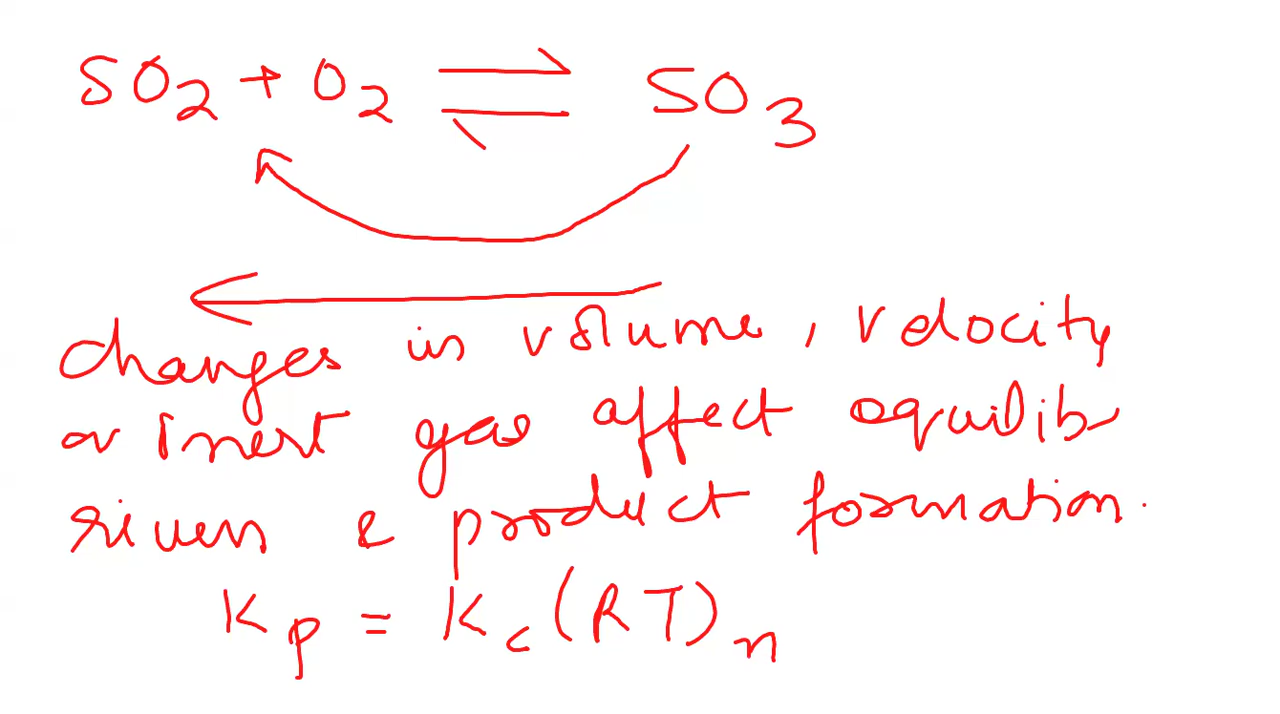 SO2 + O2 ⇌ SO3
changes in volume, velocity
or inert gas affect equilib
rium & product formation.
Kp = Kc (RT)n